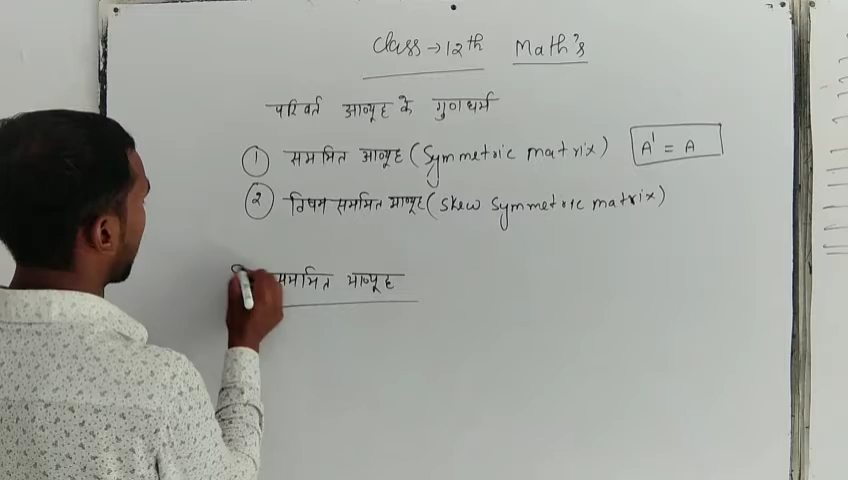 Class → 12th Math's
परिवर्त आव्यूह के गुणधर्म
① सममित आव्यूह (Symmetric matrix) A' = A
② विषम सममित आव्यूह (Skew Symmetric matrix)
सममित आव्यूह